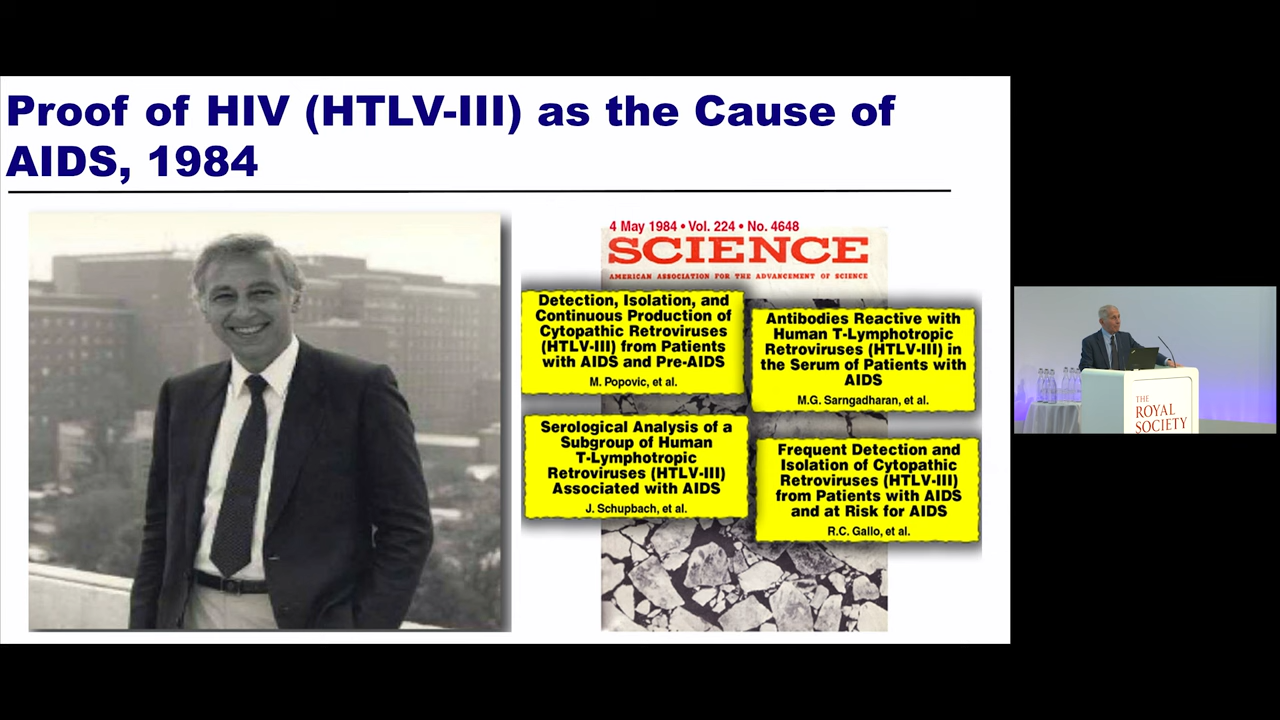 Proof of HIV (HTLV-III) as the Cause of
AIDS, 1984
4 May 1984 • Vol. 224 • No. 4648
SCIENCE
AMERICAN ASSOCIATION FOR THE ADVANCEMENT OF SCIENCE
Detection, Isolation, and
Continuous Production of
Cytopathic Retroviruses
(HTLV-III) from Patients
with AIDS and Pre-AIDS
M. Popovic, et al.
Antibodies Reactive with
Human T-Lymphotropic
Retroviruses (HTLV-III) in
the Serum of Patients with
AIDS
M.G. Sarngadharan, et al.
Serological Analysis of a
Subgroup of Human
T-Lymphotropic
Retroviruses (HTLV-III)
Associated with AIDS
J. Schupbach, et al.
Frequent Detection and
Isolation of Cytopathic
Retroviruses (HTLV-III)
from Patients with AIDS
and at Risk for AIDS
R.C. Gallo, et al.
THE
ROYAL
SOCIETY